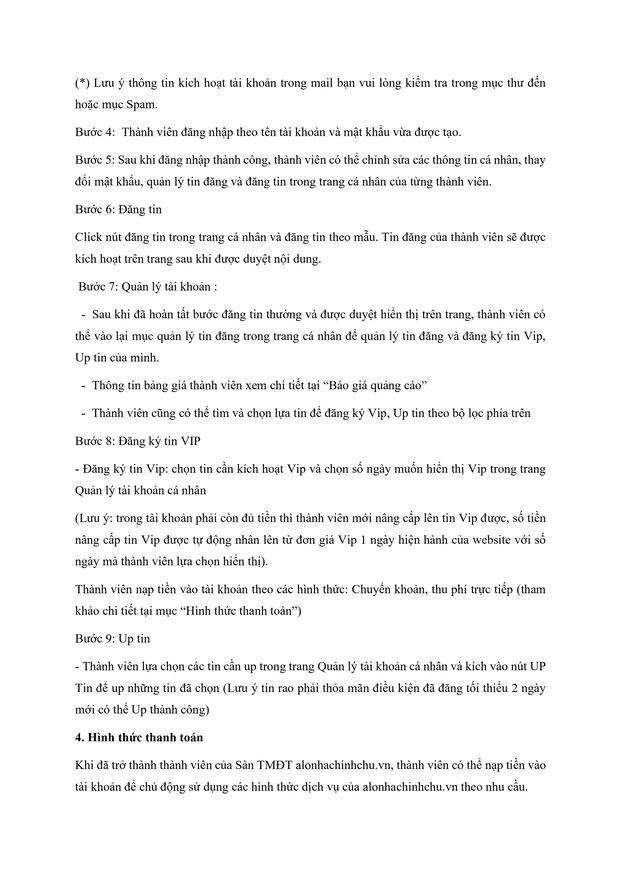 (*) Lưu ý thông tin kích hoạt tài khoản trong mail bạn vui lòng kiểm tra trong mục thư đến
hoặc mục Spam.
Bước 4:  Thành viên đăng nhập theo tên tài khoản và mật khẩu vừa được tạo.
Bước 5: Sau khi đăng nhập thành công, thành viên có thể chỉnh sửa các thông tin cá nhân, thay
đổi mật khẩu, quản lý tin đăng và đăng tin trong trang cá nhân của từng thành viên.
Bước 6: Đăng tin
Click nút đăng tin trong trang cá nhân và đăng tin theo mẫu. Tin đăng của thành viên sẽ được
kích hoạt trên trang sau khi được duyệt nội dung.
Bước 7: Quản lý tài khoản :
- Sau khi đã hoàn tất bước đăng tin thường và được duyệt hiển thị trên trang, thành viên có
thể vào lại mục quản lý tin đăng trong trang cá nhân để quản lý tin đăng và đăng ký tin Vip,
Up tin của mình.
- Thông tin bảng giá thành viên xem chi tiết tại “Báo giá quảng cáo”
- Thành viên cũng có thể tìm và chọn lựa tin để đăng ký Vip, Up tin theo bộ lọc phía trên
Bước 8: Đăng ký tin VIP
- Đăng ký tin Vip: chọn tin cần kích hoạt Vip và chọn số ngày muốn hiển thị Vip trong trang
Quản lý tài khoản cá nhân
(Lưu ý: trong tài khoản phải còn đủ tiền thì thành viên mới nâng cấp lên tin Vip được, số tiền
nâng cấp tin Vip được tự động nhân lên từ đơn giá Vip 1 ngày hiện hành của website với số
ngày mà thành viên lựa chọn hiển thị).
Thành viên nạp tiền vào tài khoản theo các hình thức: Chuyển khoản, thu phí trực tiếp (tham
khảo chi tiết tại mục “Hình thức thanh toán”)
Bước 9: Up tin
- Thành viên lựa chọn các tin cần up trong trang Quản lý tài khoản cá nhân và kích vào nút UP
Tin để up những tin đã chọn (Lưu ý tin rao phải thỏa mãn điều kiện đã đăng tối thiểu 2 ngày
mới có thể Up thành công)
4. Hình thức thanh toán
Khi đã trở thành thành viên của Sàn TMĐT alonhachinhchu.vn, thành viên có thể nạp tiền vào
tài khoản để chủ động sử dụng các hình thức dịch vụ của alonhachinhchu.vn theo nhu cầu.